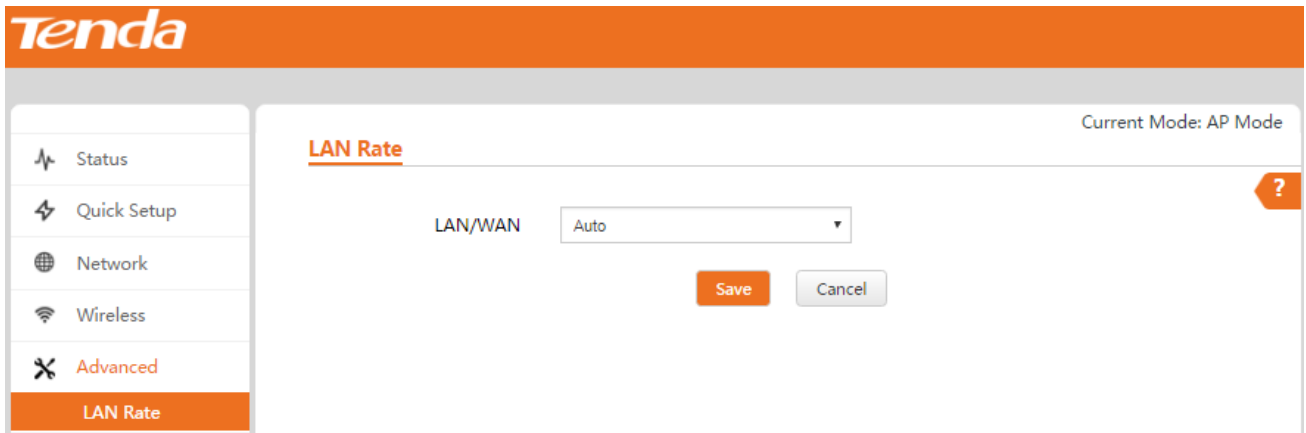 Tenda
Current Mode: AP Mode
LAN Rate
?
Status
Quick Setup
LAN/WAN
Auto
Network
Save
Cancel
Wireless
Advanced
LAN Rate